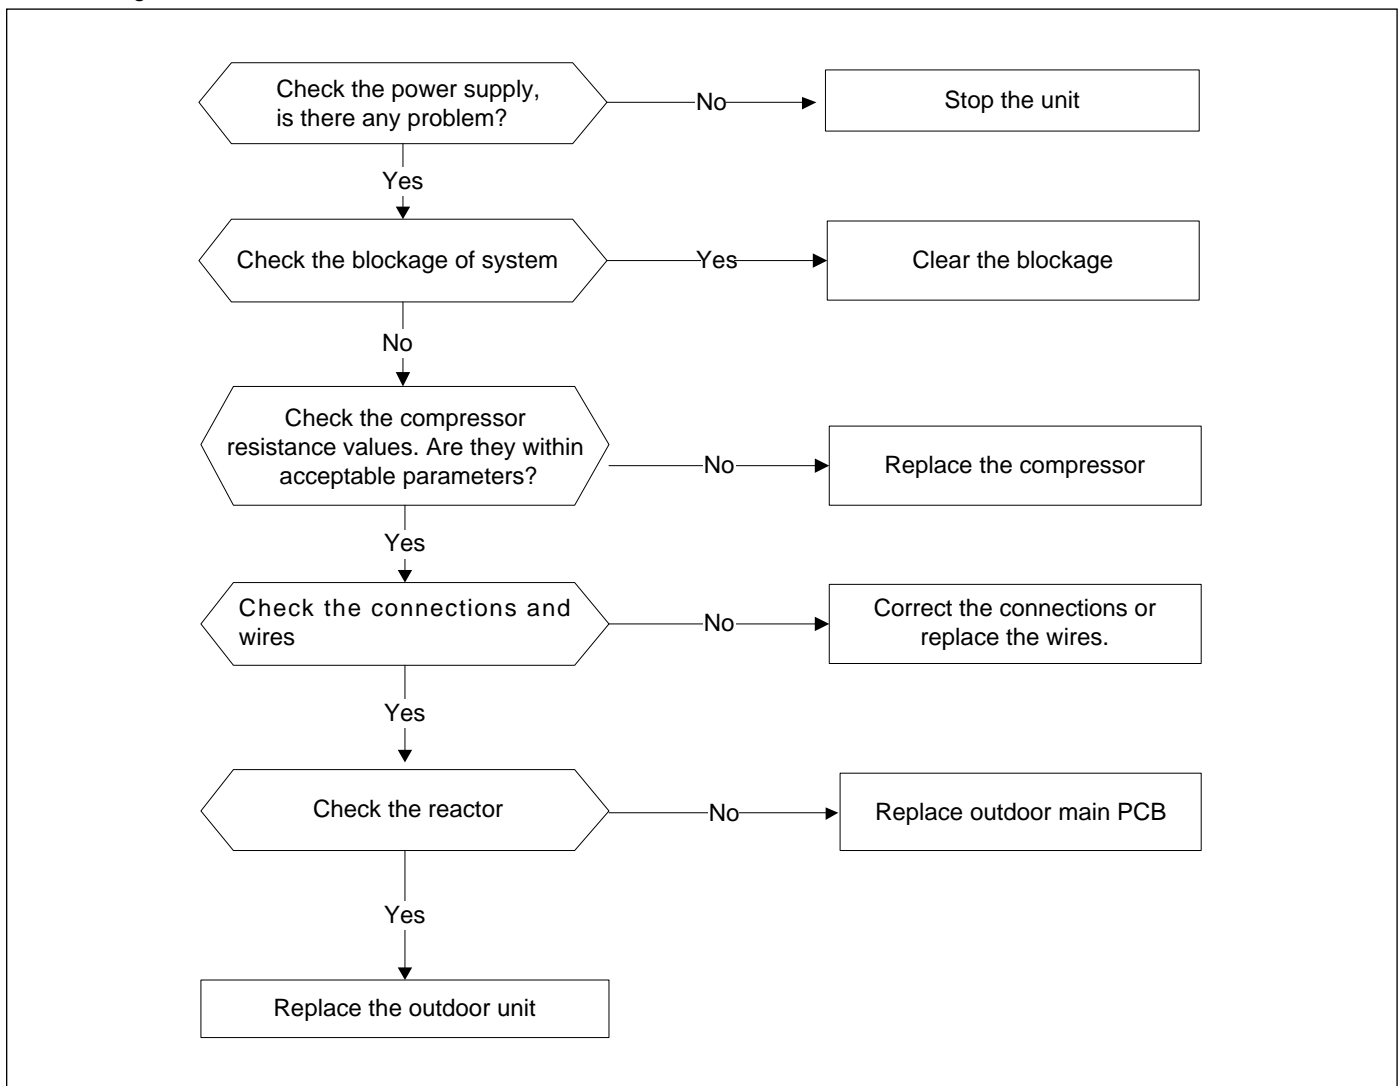 Check the power supply,
is there any problem?
No
Stop the unit
Yes
Check the blockage of system
Yes
Clear the blockage
No
Check the compressor
resistance values. Are they within
acceptable parameters?
No
Replace the compressor
Yes
Check the connections and
wires
No
Correct the connections or
replace the wires.
Yes
Check the reactor
No
Replace outdoor main PCB
Yes
Replace the outdoor unit